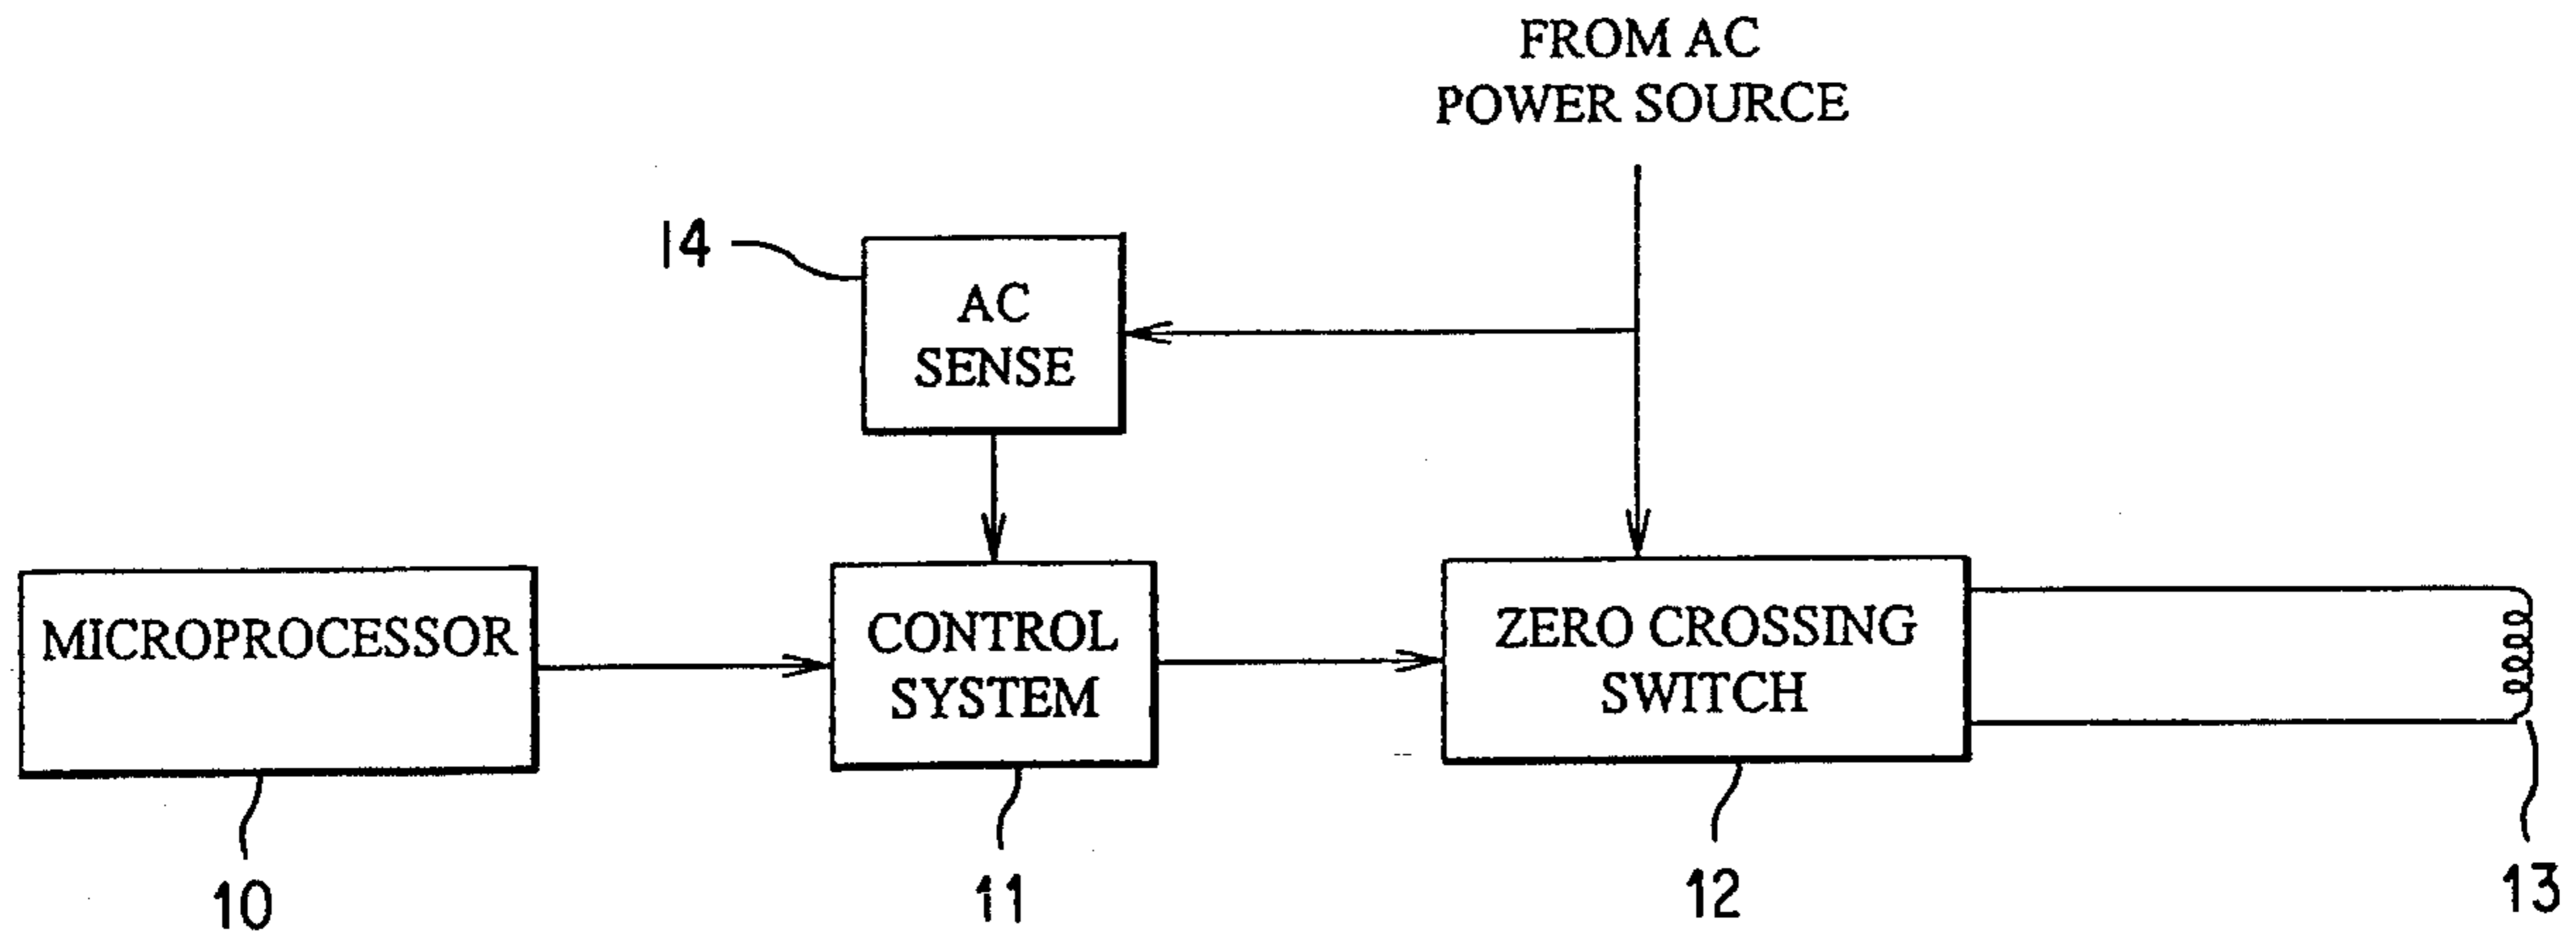 FROM AC
POWER SOURCE
14
AC
SENSE
MICROPROCESSOR
CONTROL
SYSTEM
ZERO CROSSING
SWITCH
10
11
12
13